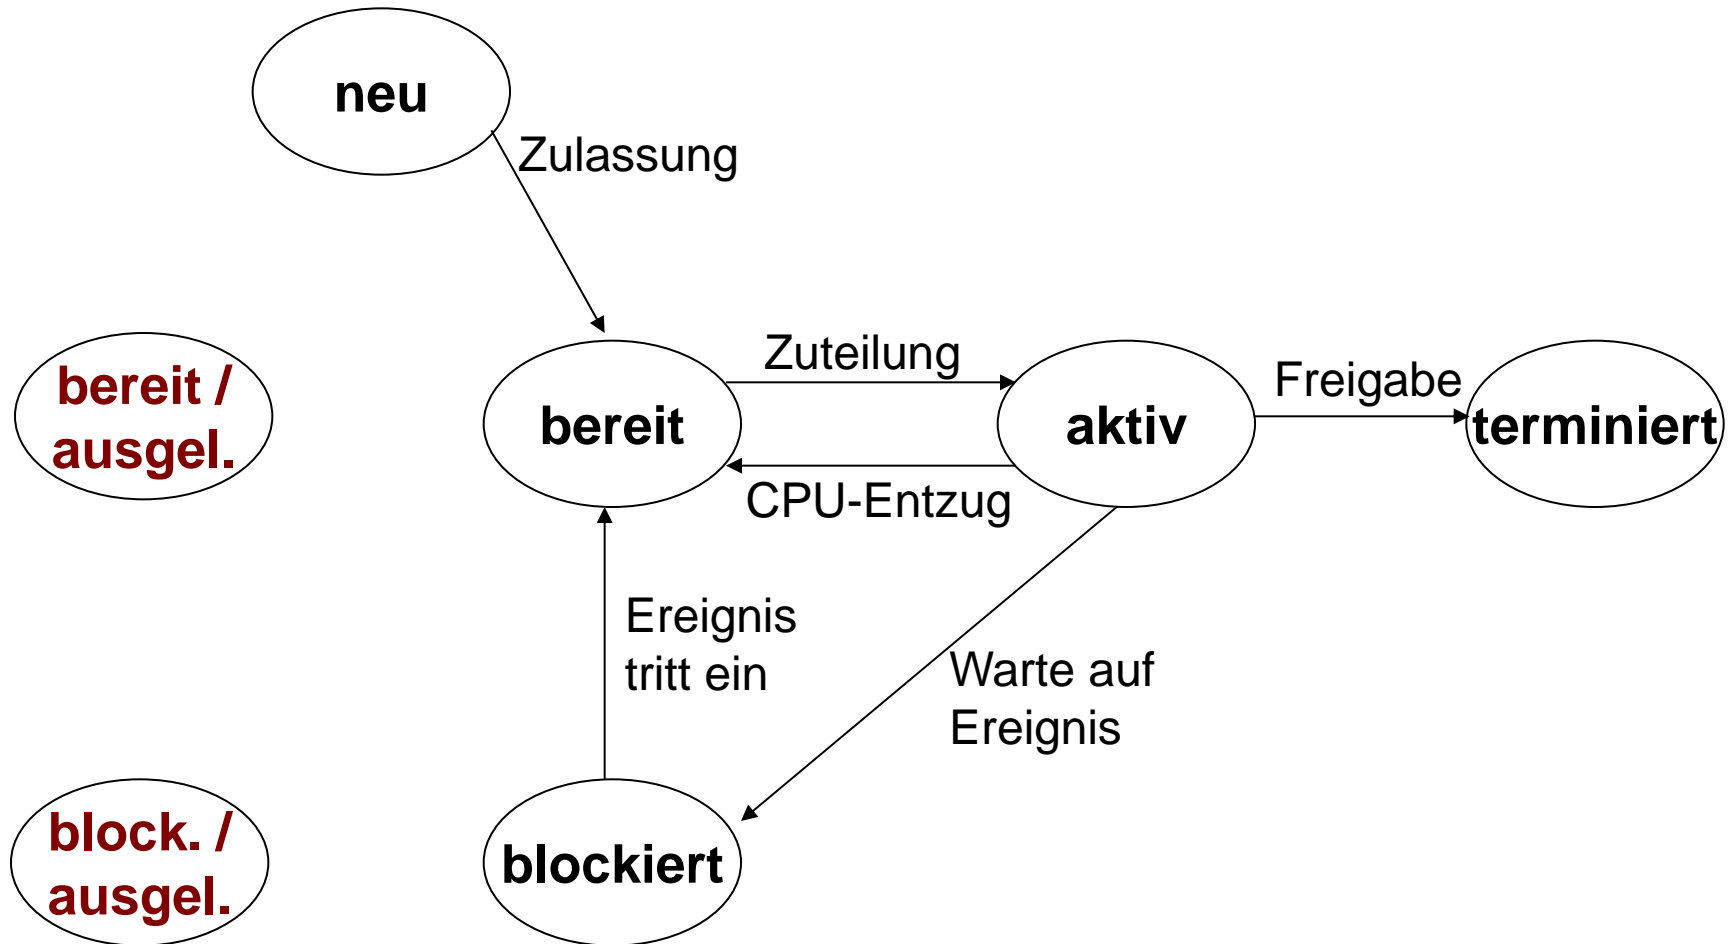 neu
Zulassung
bereit /
ausgel.
bereit
Zuteilung
CPU-Entzug
aktiv
Freigabe
terminiert
Ereignis
tritt ein
Warte auf
Ereignis
block. /
ausgel.
blockiert